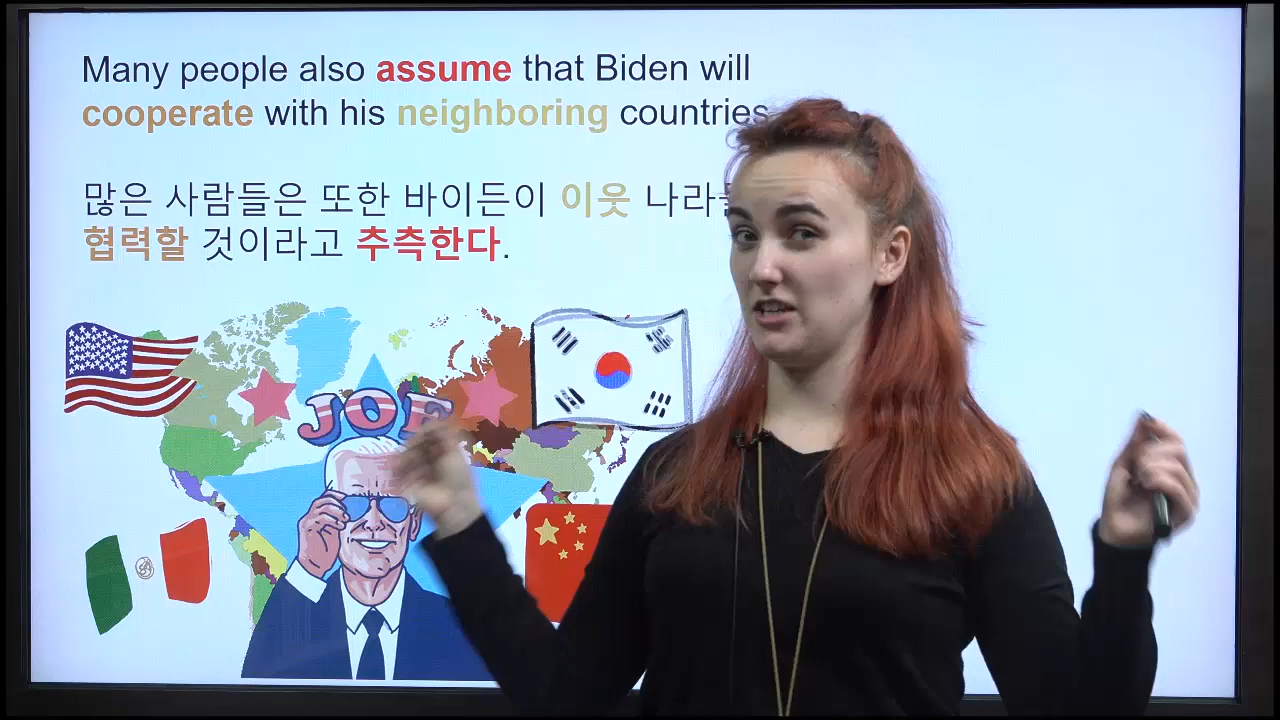 Many people also assume that Biden will
cooperate with his neighboring countries
많은 사람들은 또한 바이든이 이웃
협력할 것이라고 추측한다.
JOE